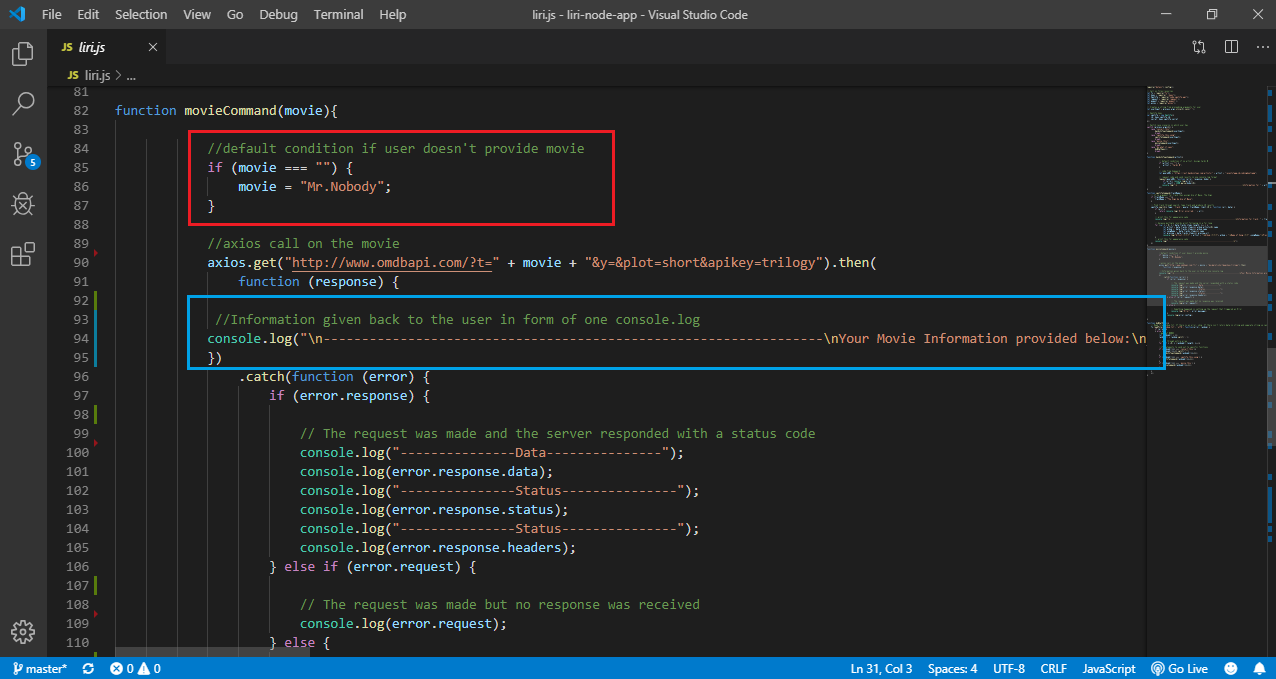 File Edit Selection View Go Debug Terminal Help liri.js - liri-node-app - Visual Studio Code
JS liri.js
JS liri.js > ...
5
81
82 function movieCommand(movie){
83
84 //default condition if user doesn't provide movie
85 if (movie === "") {
86 movie = "Mr.Nobody";
87 }
88
89 //axios call on the movie
90 axios.get("http://www.omdbapi.com/?t=" + movie + "&y=&plot=short&apikey=trilogy").then(
91 function (response) {
92
93 //Information given back to the user in form of one console.log
94 console.log("\n-----------------------------------------------------------------\nYour Movie Information provided below:\n
95 })
96 .catch(function (error) {
97 if (error.response) {
98
99 // The request was made and the server responded with a status code
100 console.log("---------------Data---------------");
101 console.log(error.response.data);
102 console.log("---------------Status---------------");
103 console.log(error.response.status);
104 console.log("---------------Status---------------");
105 console.log(error.response.headers);
106 } else if (error.request) {
107
108 // The request was made but no response was received
109 console.log(error.request);
110 } else {
master* 0 0 Ln 31, Col 3 Spaces: 4 UTF-8 CRLF JavaScript Go Live